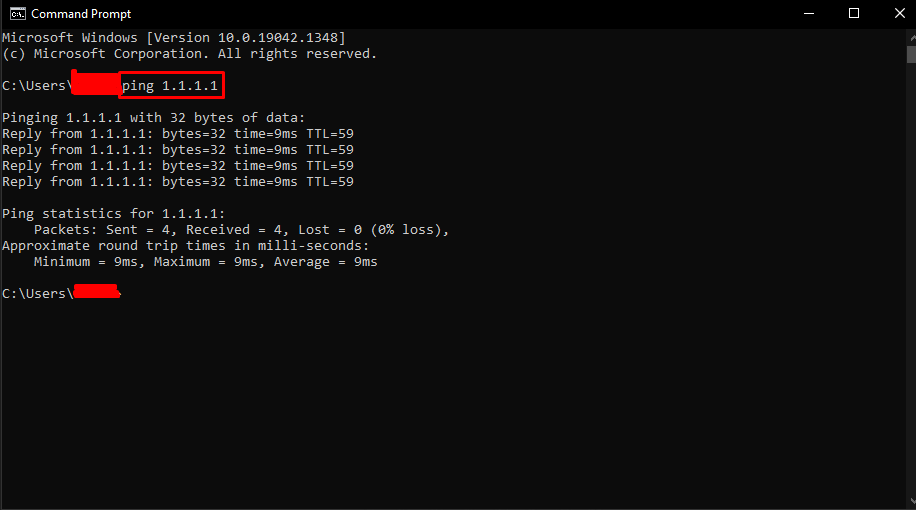 Command Prompt
Microsoft Windows [Version 10.0.19042.1348]
(c) Microsoft Corporation. All rights reserved.
C:\Users\ ping 1.1.1.1
Pinging 1.1.1.1 with 32 bytes of data:
Reply from 1.1.1.1: bytes=32 time=9ms TTL=59
Reply from 1.1.1.1: bytes=32 time=9ms TTL=59
Reply from 1.1.1.1: bytes=32 time=9ms TTL=59
Reply from 1.1.1.1: bytes=32 time=9ms TTL=59
Ping statistics for 1.1.1.1:
Packets: Sent = 4, Received = 4, Lost = 0 (0% loss),
Approximate round trip times in milli-seconds:
Minimum = 9ms, Maximum = 9ms, Average = 9ms
C:\Users\